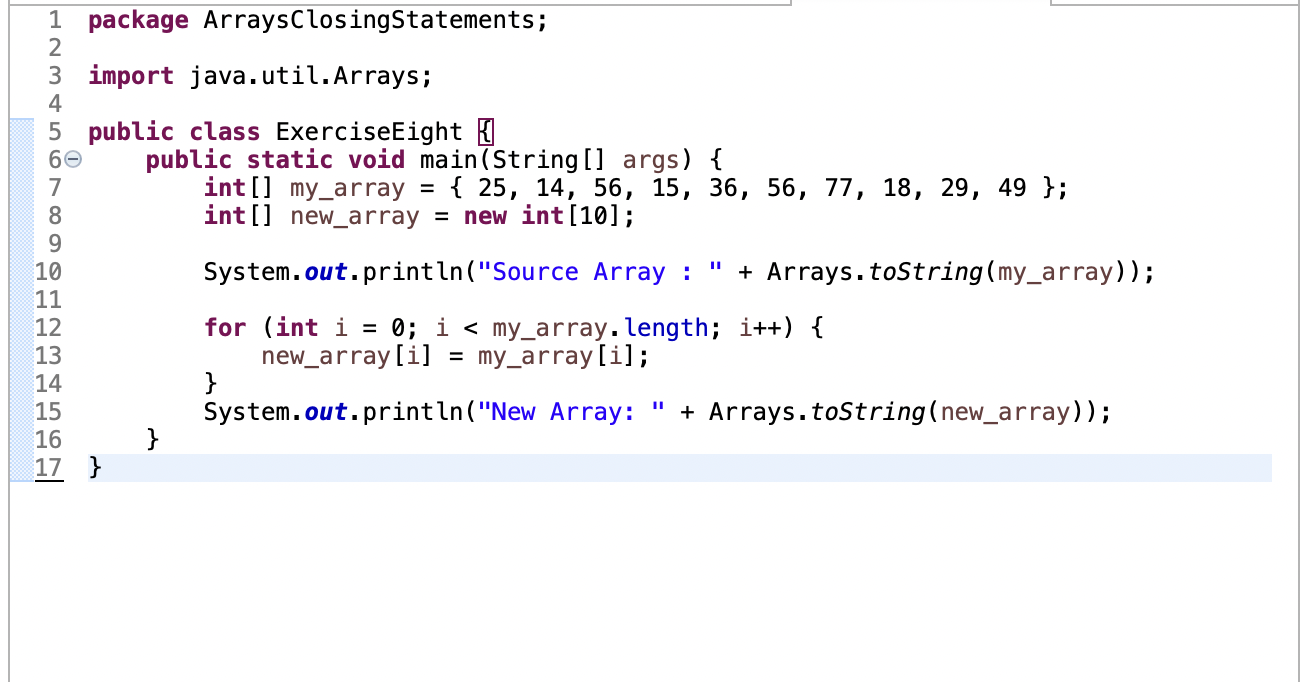 1 package ArraysClosingStatements;
2
3 import java.util.Arrays;
4
5 public class ExerciseEight {
6 public static void main(String[] args) {
7 int[] my_array = { 25, 14, 56, 15, 36, 56, 77, 18, 29, 49 };
8 int[] new_array = new int[10];
9
10 System.out.println("Source Array : " + Arrays.toString(my_array));
11
12 for (int i = 0; i < my_array.length; i++) {
13 new_array[i] = my_array[i];
14 }
15 System.out.println("New Array: " + Arrays.toString(new_array));
16 }
17 }